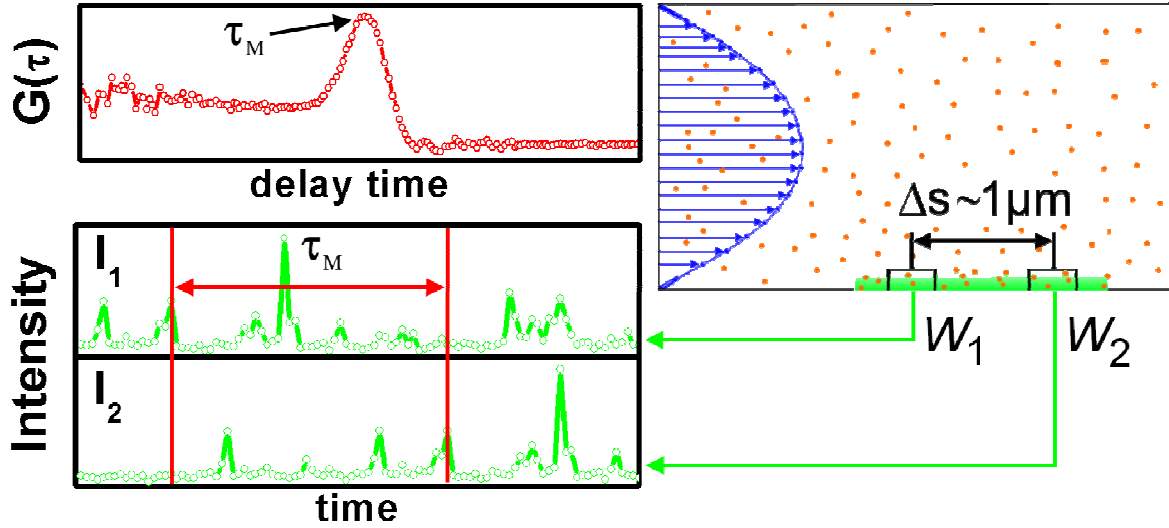 G(τ)
τM
delay time
Δs~1μm
W1
W2
Intensity
I1
τM
I2
time